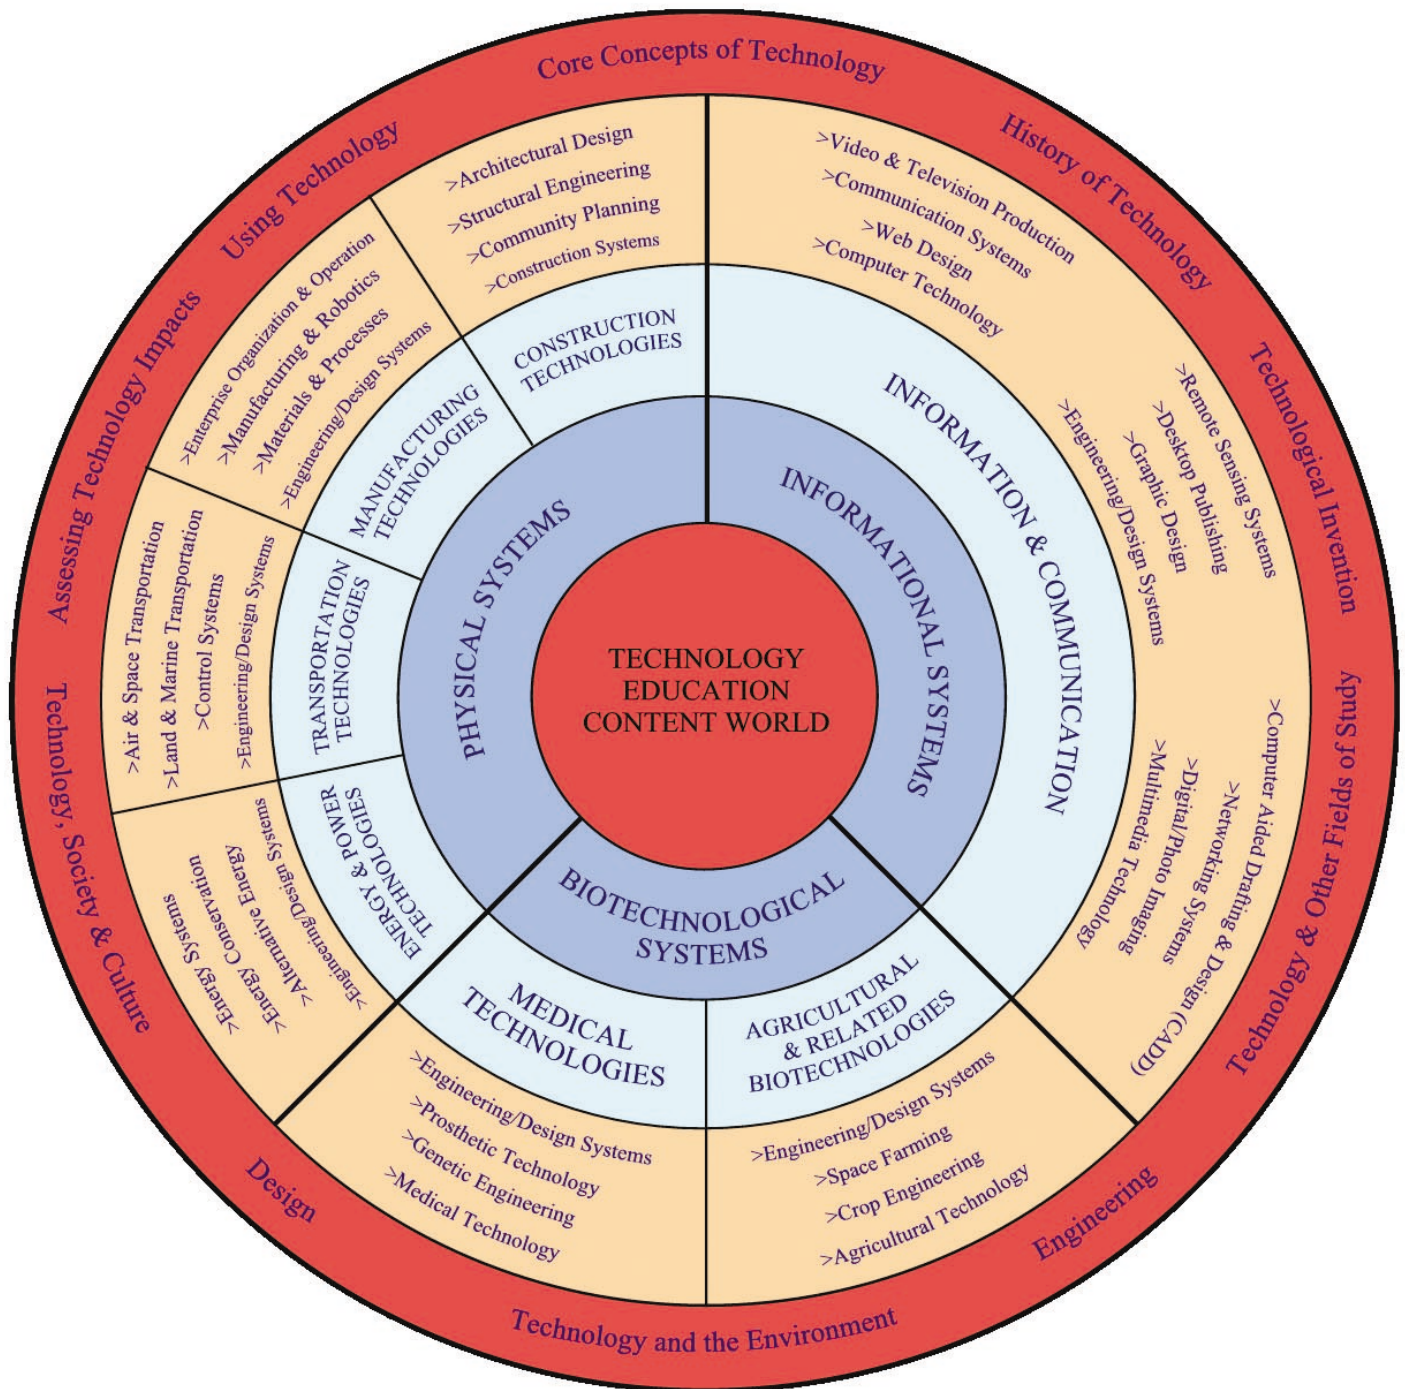 Core Concepts of Technology
History of Technology
Technological Invention
Technology & Other Fields of Study
Engineering
Technology and the Environment
Design
Technology, Society & Culture
Assessing Technology Impacts
Using Technology
>Architectural Design
>Structural Engineering
>Community Planning
>Construction Systems
>Video & Television Production
>Communication Systems
>Web Design
>Computer Technology
>Remote Sensing Systems
>Desktop Publishing
>Graphic Design
>Engineering/Design Systems
>Computer Aided Drafting & Design (CADD)
>Networking Systems
>Digital/Photo Imaging
>Multimedia Technology
>Engineering/Design Systems
>Space Farming
>Crop Engineering
>Agricultural Technology
>Engineering/Design Systems
>Prosthetic Technology
>Genetic Engineering
>Medical Technology
>Energy Systems
>Energy Conservation
>Alternative Energy
>Engineering/Design Systems
>Air & Space Transportation
>Land & Marine Transportation
>Control Systems
>Engineering/Design Systems
>Enterprise Organization & Operation
>Manufacturing & Robotics
>Materials & Processes
>Engineering/Design Systems
CONSTRUCTION
TECHNOLOGIES
INFORMATION & COMMUNICATION
AGRICULTURAL
& RELATED
BIOTECHNOLOGIES
MEDICAL
TECHNOLOGIES
ENERGY & POWER
TECHNOLOGIES
TRANSPORTATION
TECHNOLOGIES
MANUFACTURING
TECHNOLOGIES
PHYSICAL SYSTEMS
INFORMATIONAL SYSTEMS
BIOTECHNOLOGICAL
SYSTEMS
TECHNOLOGY
EDUCATION
CONTENT WORLD